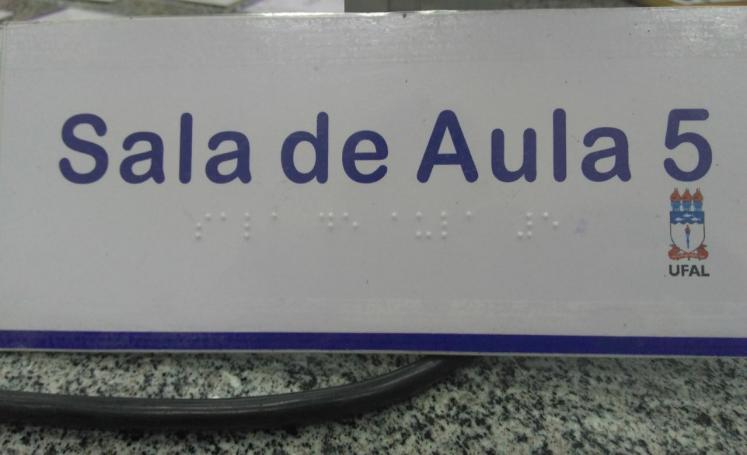 Sala de Aula 5
⠎⠁⠇⠁ ⠙⠑ ⠁⠥⠇⠁ ⠼⠑
UFAL